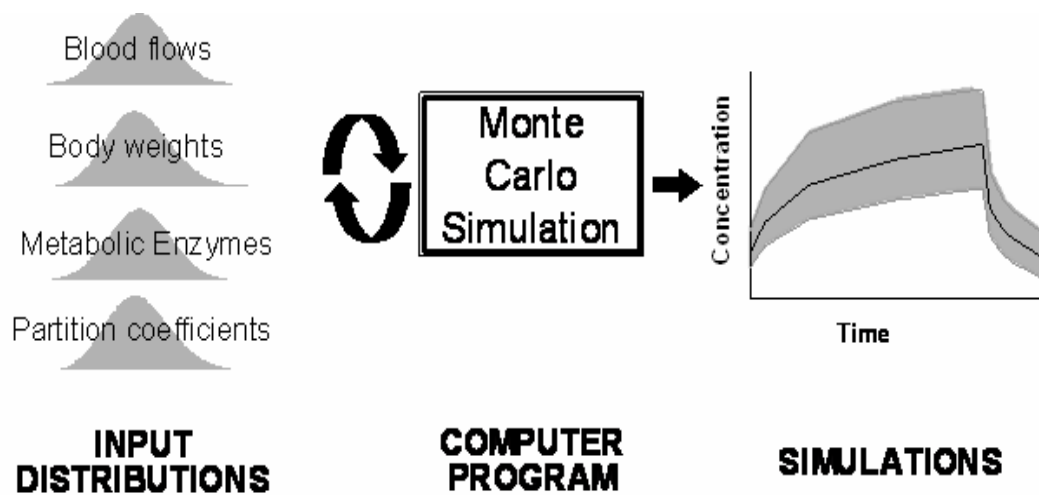 Blood flows
Body weights
Metabolic Enzymes
Partition coefficients
INPUT
DISTRIBUTIONS
Monte
Carlo
Simulation
COMPUTER
PROGRAM
Concentration
Time
SIMULATIONS